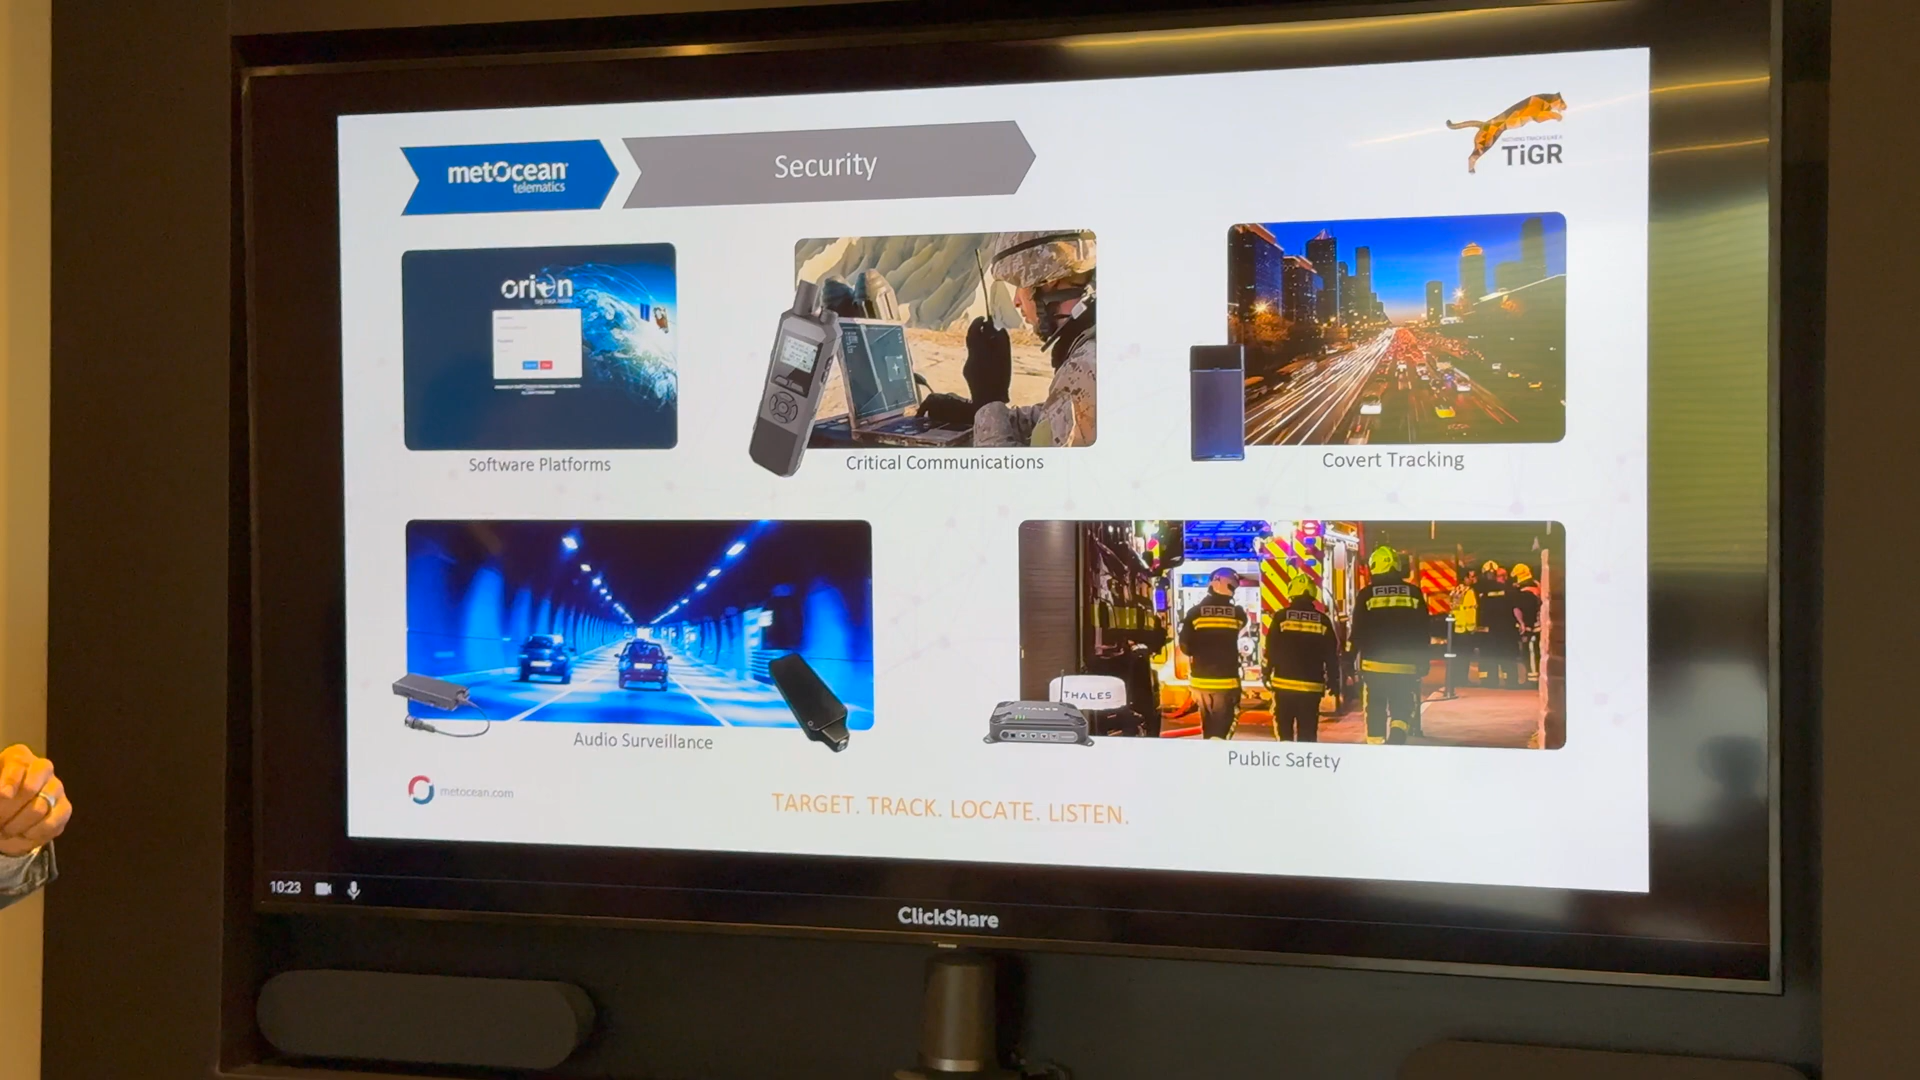 metOcean
telematics
Security
TiGR
orion
Software Platforms
Critical Communications
Covert Tracking
FIRE
FIRE
FIRE
THALES
THALES
Audio Surveillance
Public Safety
metocean.com
TARGET. TRACK. LOCATE. LISTEN.
10:23
ClickShare